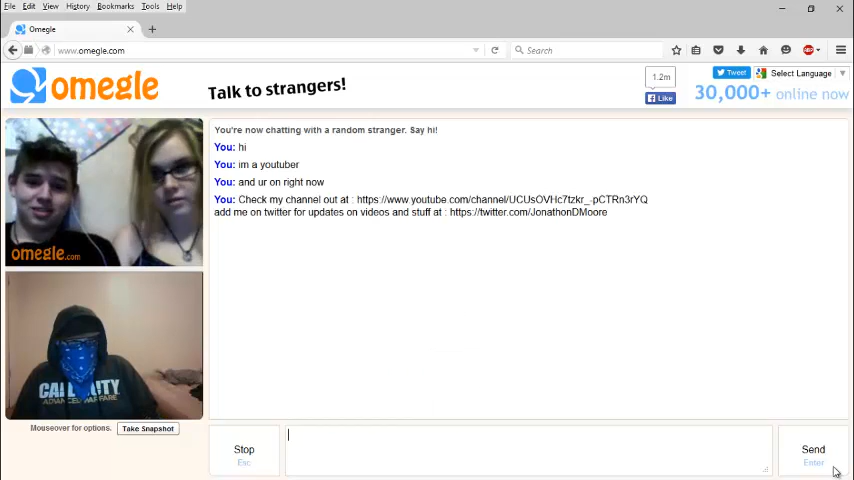 File Edit View History Bookmarks Tools Help
Omegle
www.omegle.com
Search
omegle
Talk to strangers!
1.2m
Like
Tweet
Select Language
30,000+ online now
You're now chatting with a random stranger. Say hi!
You: hi
You: im a youtuber
You: and ur on right now
You: Check my channel out at : https://www.youtube.com/channel/UCUsOVHc7tzkr_-pCTRn3rYQ
add me on twitter for updates on videos and stuff at : https://twitter.com/JonathonDMoore
omegle.com
CALL DUTY
ADVANCED WARFARE
Mouseover for options. Take Snapshot
Stop
Esc
Send
Enter